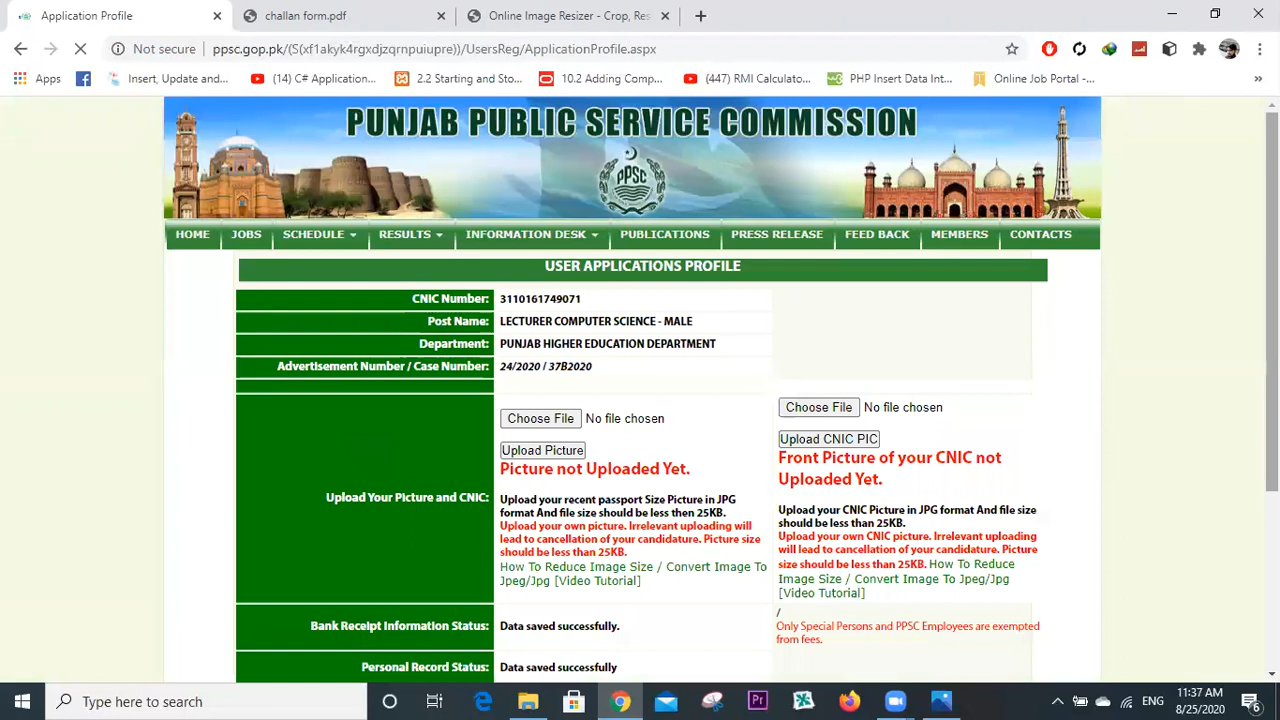 Application Profile
challan form.pdf
Online Image Resizer - Crop, Res
Not secure
ppsc.gop.pk/(S(xf1akyk4rgxdjzqrnpuiupre))/UsersReg/ApplicationProfile.aspx
Apps
Insert, Update and...
(14) C# Application...
2.2 Starting and Sto...
10.2 Adding Comp...
(447) RMI Calculato...
PHP Insert Data Int...
Online Job Portal -...
»
PUNJAB PUBLIC SERVICE COMMISSION
PPSC
HOME
JOBS
SCHEDULE
RESULTS
INFORMATION DESK
PUBLICATIONS
PRESS RELEASE
FEED BACK
MEMBERS
CONTACTS
USER APPLICATIONS PROFILE
CNIC Number: 3110161749071
Post Name: LECTURER COMPUTER SCIENCE - MALE
Department: PUNJAB HIGHER EDUCATION DEPARTMENT
Advertisement Number / Case Number: 24/2020 / 37B2020
Upload Your Picture and CNIC:
Choose File No file chosen
Upload Picture
Picture not Uploaded Yet.
Upload your recent passport Size Picture in JPG
format And file size should be less then 25KB.
Upload your own picture. Irrelevant uploading will
lead to cancellation of your candidature. Picture size
should be less than 25KB.
How To Reduce Image Size / Convert Image To
Jpeg/Jpg [Video Tutorial]
Choose File No file chosen
Upload CNIC PIC
Front Picture of your CNIC not
Uploaded Yet.
Upload your CNIC Picture in JPG format And file size
should be less than 25KB.
Upload your own CNIC picture. Irrelevant uploading
will lead to cancellation of your candidature. Picture
size should be less than 25KB. How To Reduce
Image Size / Convert Image To Jpeg/Jpg
[Video Tutorial]
/
Only Special Persons and PPSC Employees are exempted
from fees.
Bank Receipt Information Status: Data saved successfully.
Personal Record Status: Data saved successfully
Type here to search
Pr
ENG
11:37 AM
8/25/2020
6